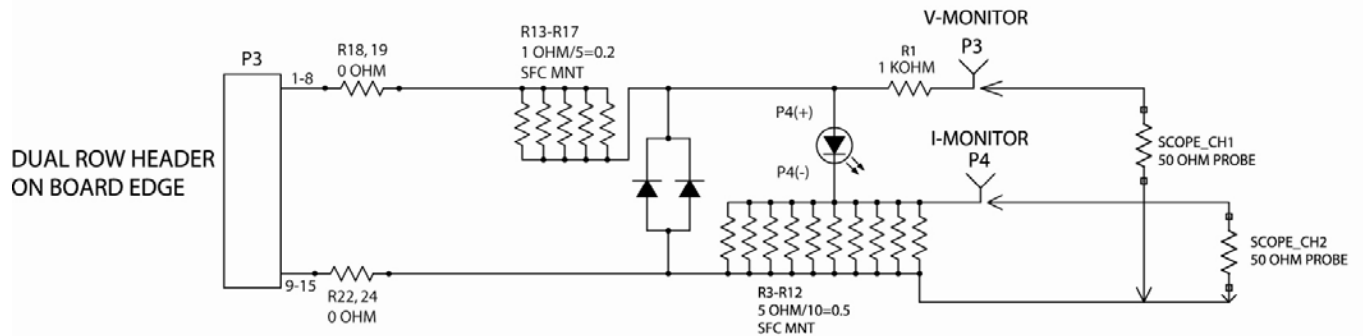 V-MONITOR
P3
R13-R17
1 OHM/5=0.2
SFC MNT
R18, 19
0 OHM
R1
1 KOHM
P3
1-8
P4(+)
I-MONITOR
P4
P4(-)
SCOPE_CH1
50 OHM PROBE
DUAL ROW HEADER
ON BOARD EDGE
SCOPE_CH2
50 OHM PROBE
9-15
R22, 24
0 OHM
R3-R12
5 OHM/10=0.5
SFC MNT